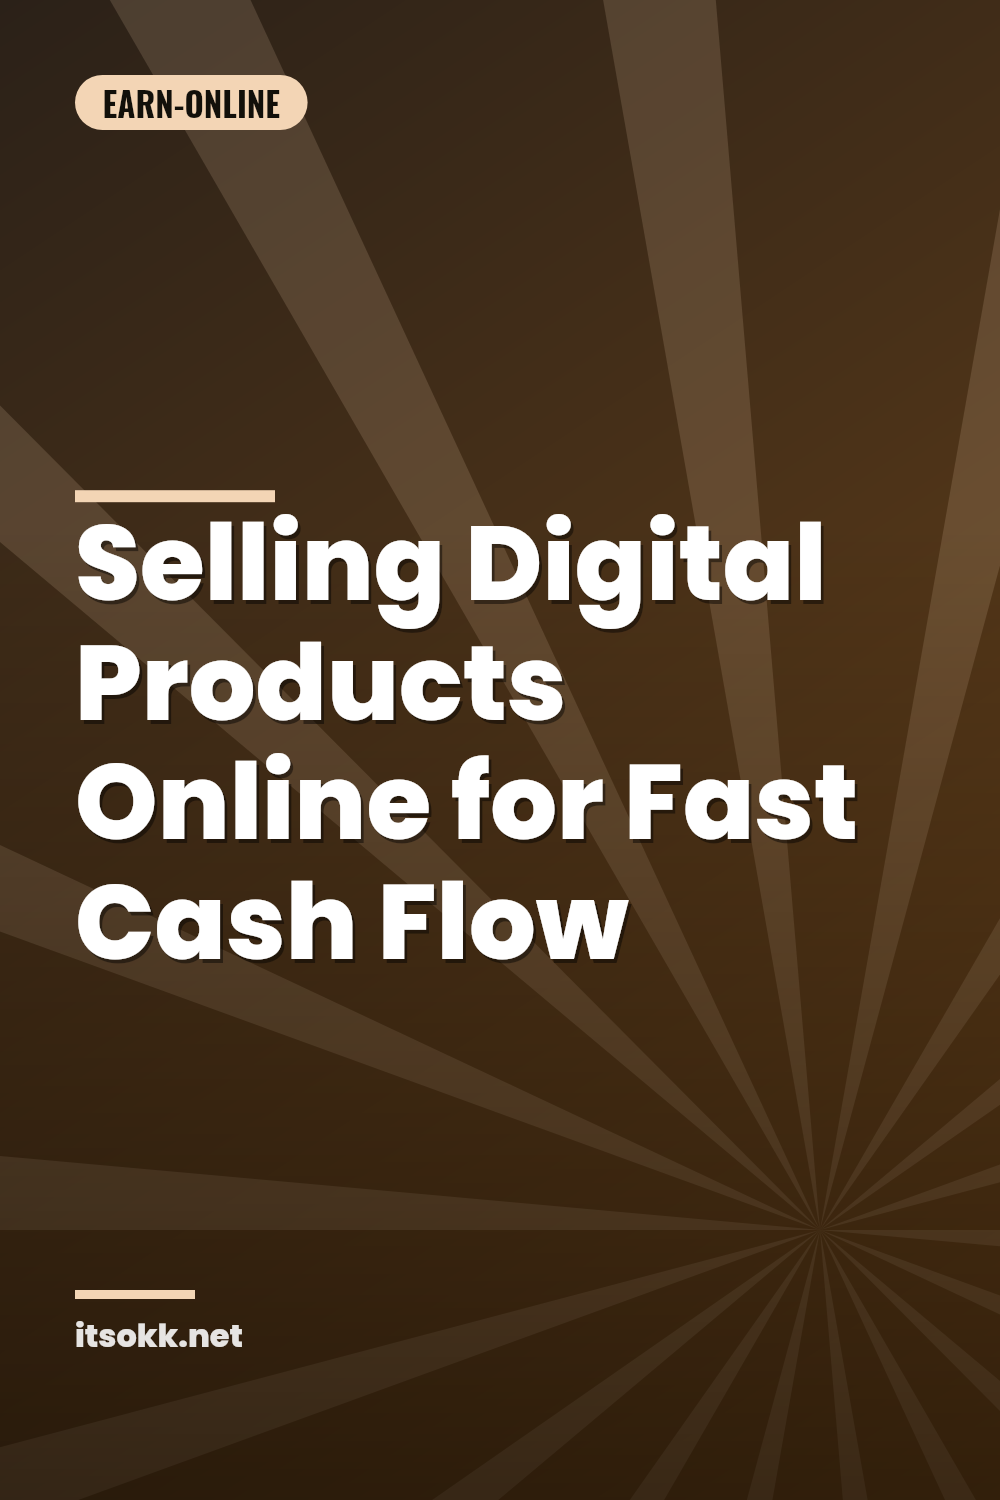 EARN-ONLINE
Selling Digital
Products
Online for Fast
Cash Flow
itsokk.net